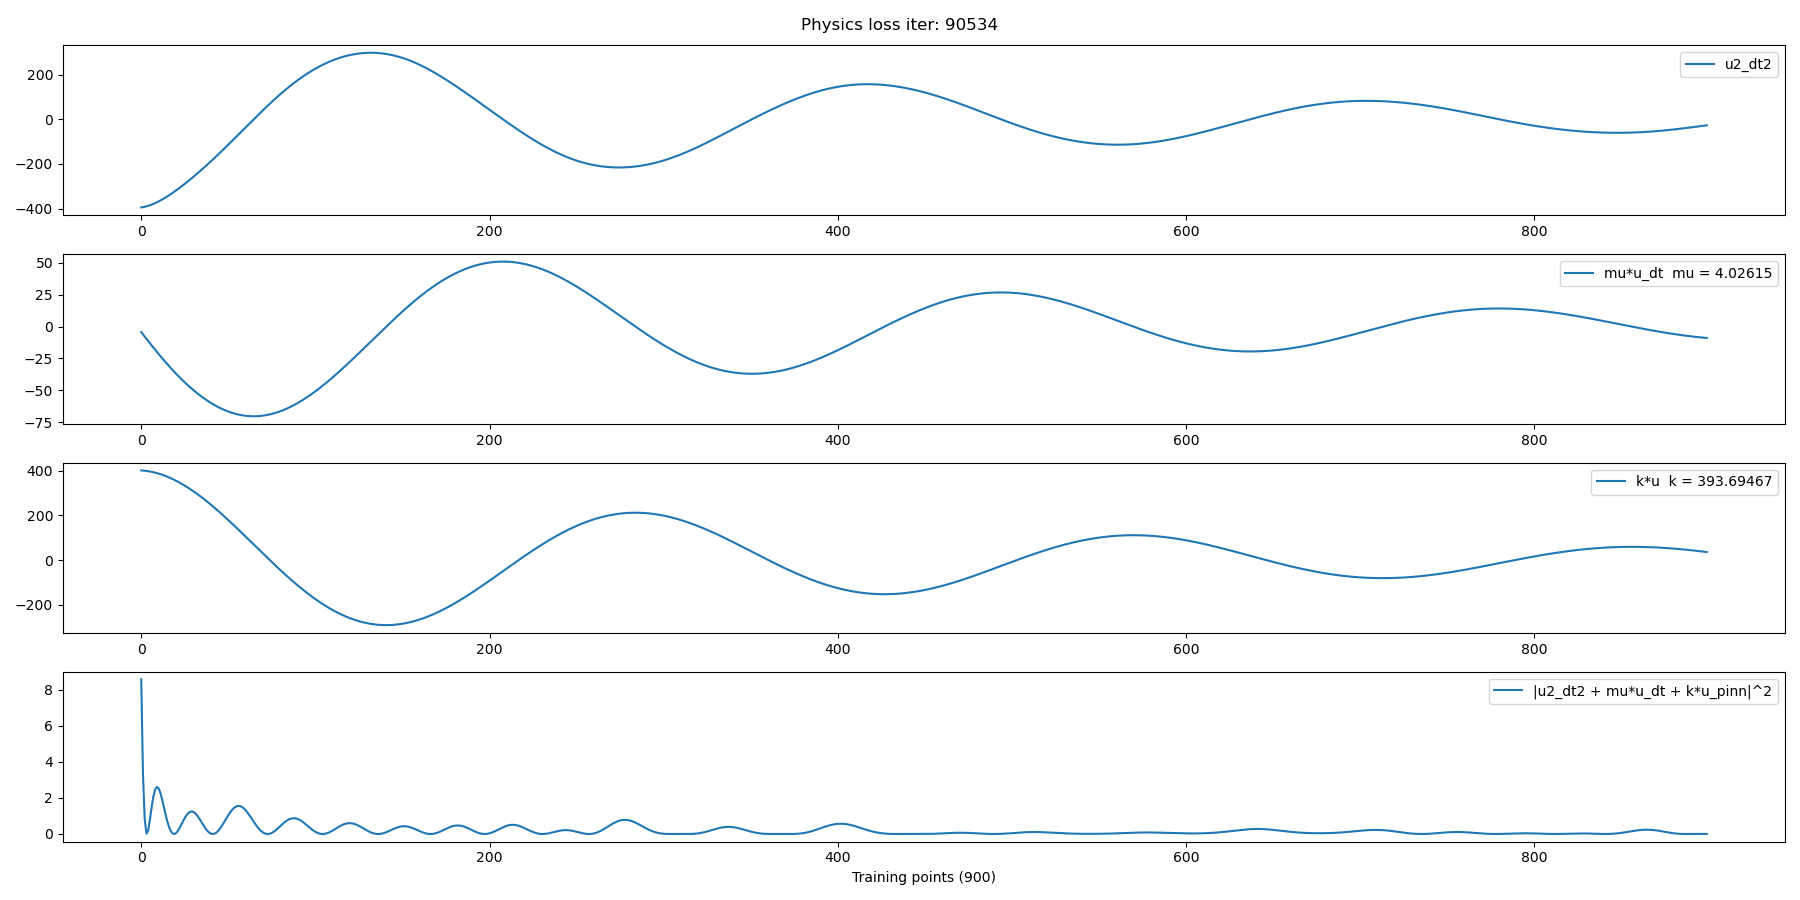 Physics loss iter: 90534
200
0
−200
−400
u2_dt2
0 200 400 600 800
50
25
0
−25
−50
−75
mu*u_dt mu = 4.02615
0 200 400 600 800
400
200
0
−200
k*u k = 393.69467
0 200 400 600 800
8
6
4
2
0
|u2_dt2 + mu*u_dt + k*u_pinn|^2
0 200 400 600 800
Training points (900)